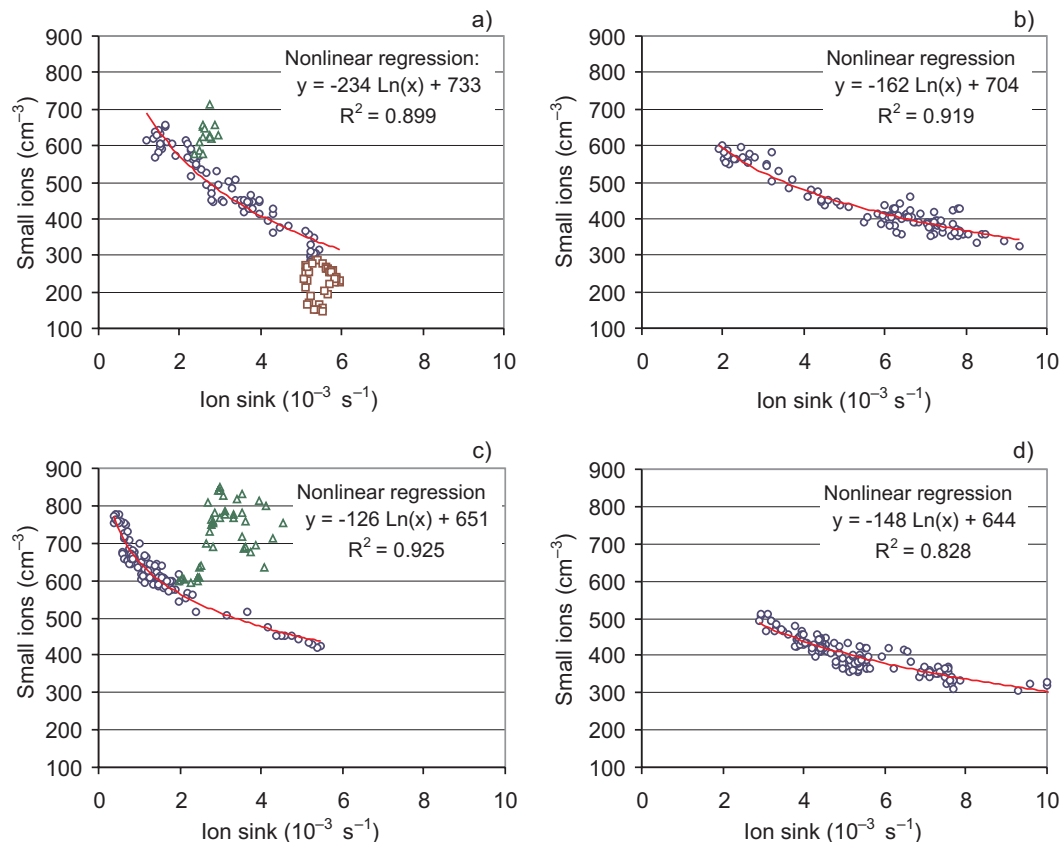 a)
900
800
700
600
500
400
300
200
100
Small ions (cm⁻³)
Nonlinear regression:
y = -234 Ln(x) + 733
R² = 0.899
0 2 4 6 8 10
Ion sink (10⁻³ s⁻¹)
b)
900
800
700
600
500
400
300
200
100
Small ions (cm⁻³)
Nonlinear regression
y = -162 Ln(x) + 704
R² = 0.919
0 2 4 6 8 10
Ion sink (10⁻³ s⁻¹)
c)
900
800
700
600
500
400
300
200
100
Small ions (cm⁻³)
Nonlinear regression
y = -126 Ln(x) + 651
R² = 0.925
0 2 4 6 8 10
Ion sink (10⁻³ s⁻¹)
d)
900
800
700
600
500
400
300
200
100
Small ions (cm⁻³)
Nonlinear regression
y = -148 Ln(x) + 644
R² = 0.828
0 2 4 6 8 10
Ion sink (10⁻³ s⁻¹)